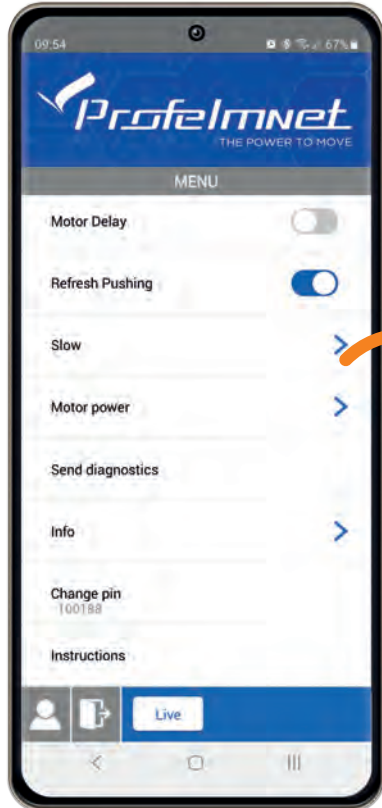 09:54
67%
Profelmnet
THE POWER TO MOVE
MENU
Motor Delay
Refresh Pushing
Slow
Motor power
Send diagnostics
Info
Change pin
100188
Instructions
Live